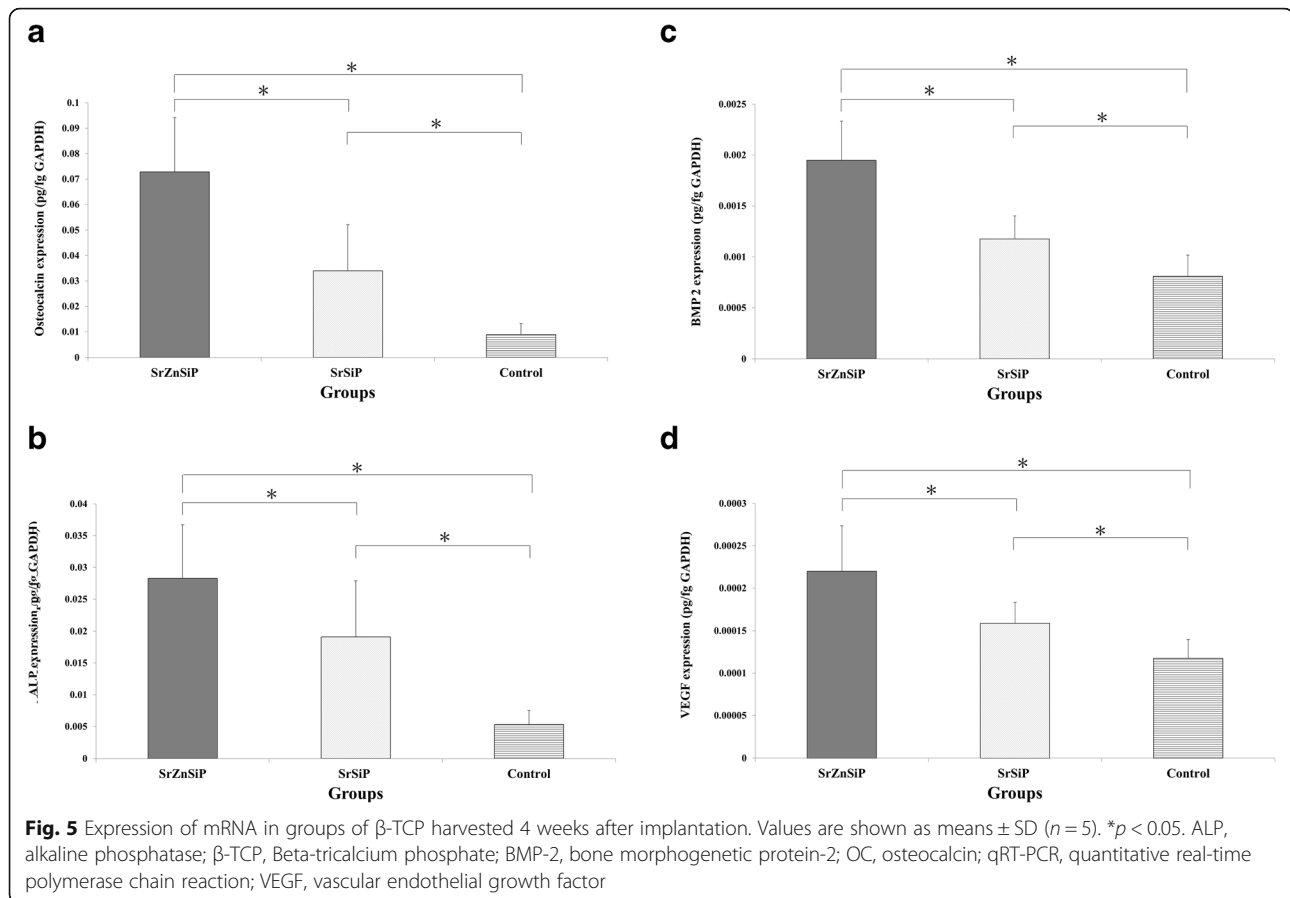 a
*
*
*
0.1
0.09
0.08
0.07
0.06
0.05
0.04
0.03
0.02
0.01
0
Osteocalcin expression (pg/fg GAPDH)
SrZnSiP SrSiP Control
Groups
b
*
*
*
0.04
0.035
0.03
0.025
0.02
0.015
0.01
0.005
0
ALP expression (pg/fg GAPDH)
SrZnSiP SrSiP Control
Groups
c
*
*
*
0.0025
0.002
0.0015
0.001
0.0005
0
BMP 2 expression (pg/fg GAPDH)
SrZnSiP SrSiP Control
Groups
d
*
*
*
0.0003
0.00025
0.0002
0.00015
0.0001
0.00005
0
VEGF expression (pg/fg GAPDH)
SrZnSiP SrSiP Control
Groups
Fig. 5 Expression of mRNA in groups of β-TCP harvested 4 weeks after implantation. Values are shown as means ± SD (n = 5). *p < 0.05. ALP,
alkaline phosphatase; β-TCP, Beta-tricalcium phosphate; BMP-2, bone morphogenetic protein-2; OC, osteocalcin; qRT-PCR, quantitative real-time
polymerase chain reaction; VEGF, vascular endothelial growth factor